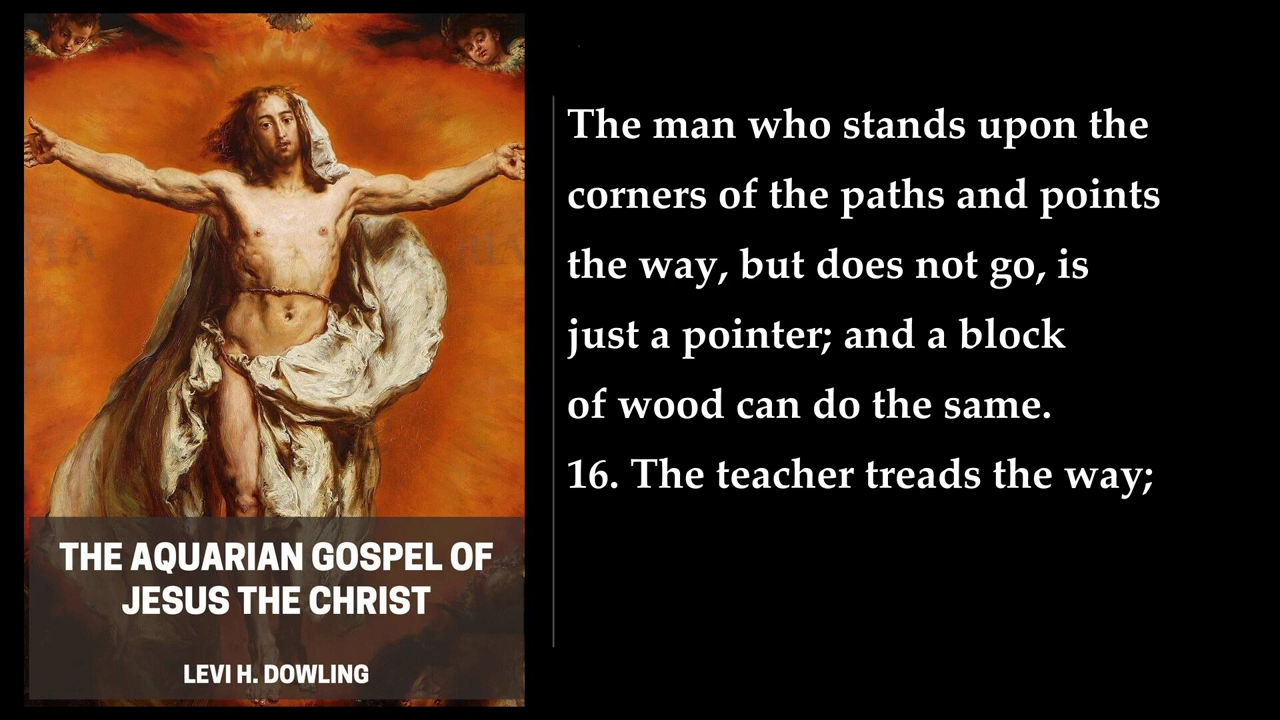 THE AQUARIAN GOSPEL OF
JESUS THE CHRIST
LEVI H. DOWLING
The man who stands upon the
corners of the paths and points
the way, but does not go, is
just a pointer; and a block
of wood can do the same.
16. The teacher treads the way;